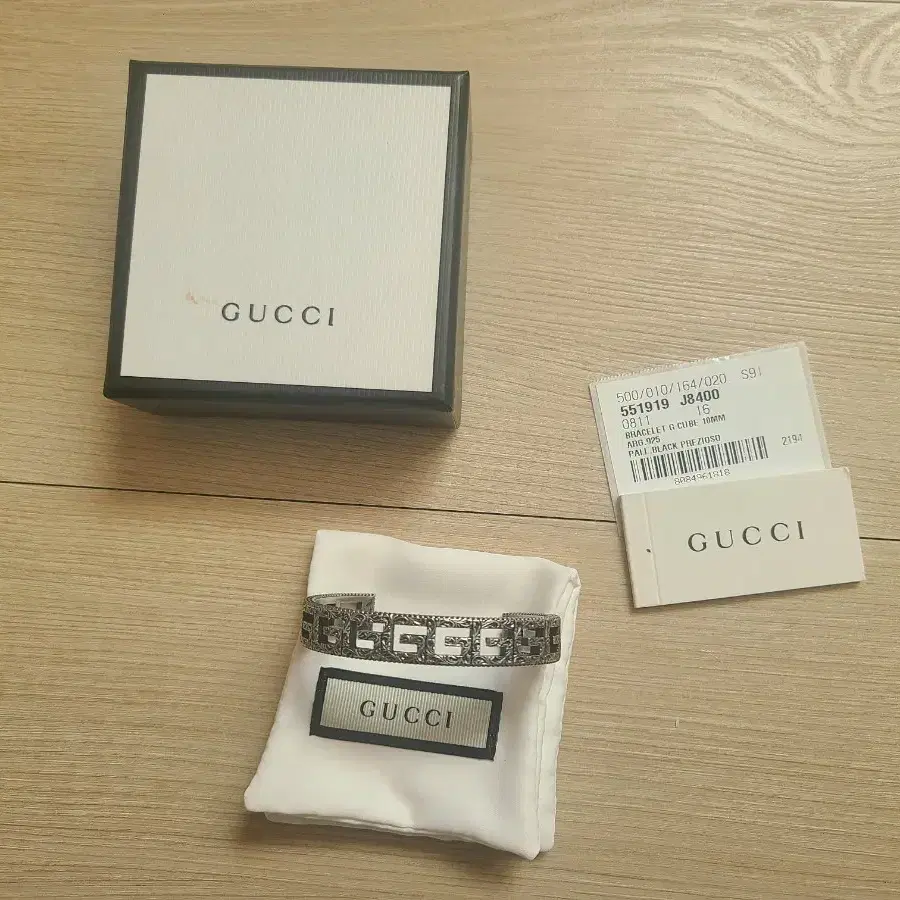 GUCCI
500/010/164/020 S91
551919 J8400
0811 16
BRACELET G CUBE 10MM
ARG.925
PALL.BLACK PREZIOSO
2194
GUCCI
GUCCI